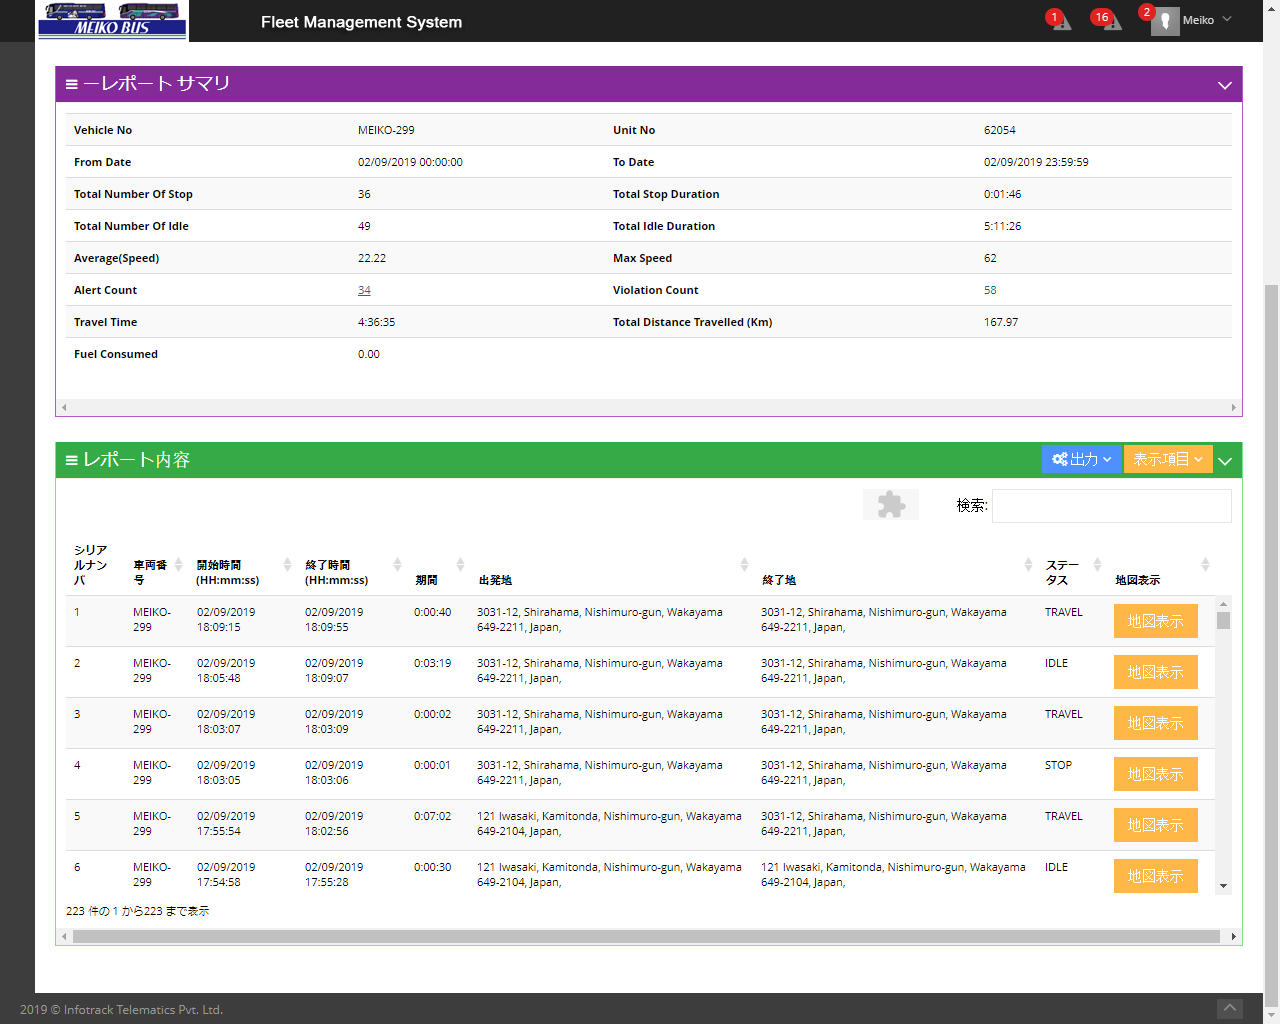 MEIKO BUS
Fleet Management System
1
16
2
Meiko
ーレポート サマリ
Vehicle No MEIKO-299 Unit No 62054
From Date 02/09/2019 00:00:00 To Date 02/09/2019 23:59:59
Total Number Of Stop 36 Total Stop Duration 0:01:46
Total Number Of Idle 49 Total Idle Duration 5:11:26
Average(Speed) 22.22 Max Speed 62
Alert Count 34 Violation Count 58
Travel Time 4:36:35 Total Distance Travelled (Km) 167.97
Fuel Consumed 0.00
レポート内容
出力
表示項目
検索:
シリア
ルナン 車両番 開始時間 終了時間 ステー
バ 号 (HH:mm:ss) (HH:mm:ss) 期間 出発地 終了地 タス 地図表示
1 MEIKO- 02/09/2019 02/09/2019 0:00:40 3031-12, Shirahama, Nishimuro-gun, Wakayama 3031-12, Shirahama, Nishimuro-gun, Wakayama TRAVEL 地図表示
299 18:09:15 18:09:55 649-2211, Japan, 649-2211, Japan,
2 MEIKO- 02/09/2019 02/09/2019 0:03:19 3031-12, Shirahama, Nishimuro-gun, Wakayama 3031-12, Shirahama, Nishimuro-gun, Wakayama IDLE 地図表示
299 18:05:48 18:09:07 649-2211, Japan, 649-2211, Japan,
3 MEIKO- 02/09/2019 02/09/2019 0:00:02 3031-12, Shirahama, Nishimuro-gun, Wakayama 3031-12, Shirahama, Nishimuro-gun, Wakayama TRAVEL 地図表示
299 18:03:07 18:03:09 649-2211, Japan, 649-2211, Japan,
4 MEIKO- 02/09/2019 02/09/2019 0:00:01 3031-12, Shirahama, Nishimuro-gun, Wakayama 3031-12, Shirahama, Nishimuro-gun, Wakayama STOP 地図表示
299 18:03:05 18:03:06 649-2211, Japan, 649-2211, Japan,
5 MEIKO- 02/09/2019 02/09/2019 0:07:02 121 Iwasaki, Kamitonda, Nishimuro-gun, Wakayama 3031-12, Shirahama, Nishimuro-gun, Wakayama TRAVEL 地図表示
299 17:55:54 18:02:56 649-2104, Japan, 649-2211, Japan,
6 MEIKO- 02/09/2019 02/09/2019 0:00:30 121 Iwasaki, Kamitonda, Nishimuro-gun, Wakayama 121 Iwasaki, Kamitonda, Nishimuro-gun, Wakayama IDLE 地図表示
299 17:54:58 17:55:28 649-2104, Japan, 649-2104, Japan,
223 件の 1 から223 まで表示
2019 © Infotrack Telematics Pvt. Ltd.